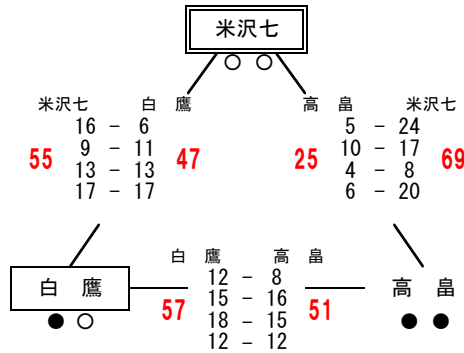 米沢七
○ ○
米沢七 白 鷹
55 47
16 - 6
9 - 11
13 - 13
17 - 17
高 畠 米沢七
25 69
5 - 24
10 - 17
4 - 8
6 - 20
白 鷹 高 畠
57 51
12 - 8
15 - 16
18 - 15
12 - 12
白 鷹
● ○
高 畠
● ●